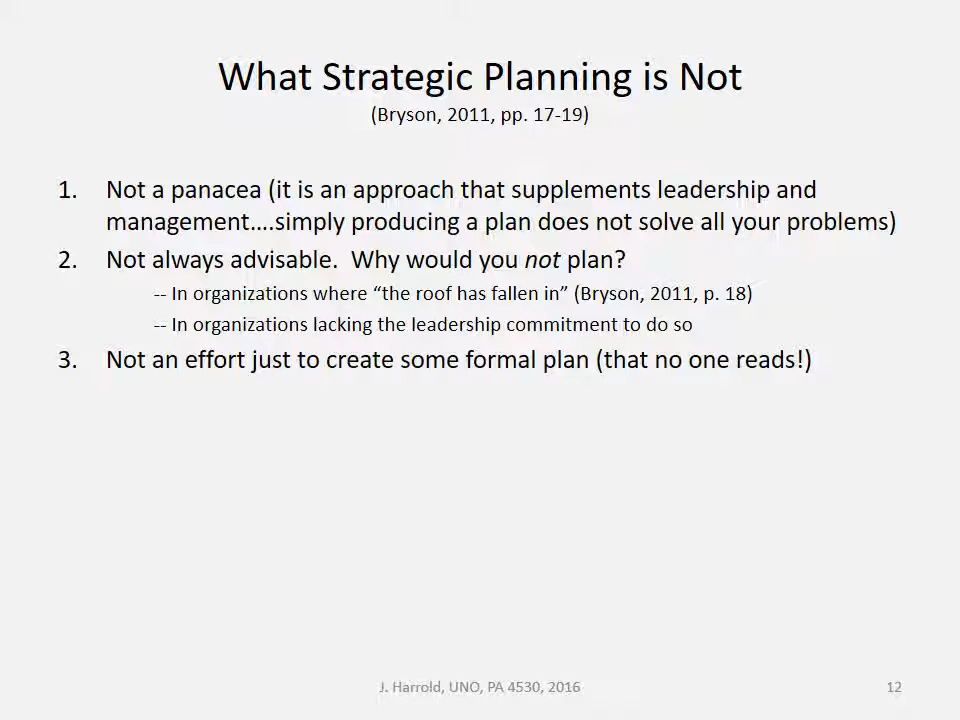 What Strategic Planning is Not
(Bryson, 2011, pp. 17-19)
1. Not a panacea (it is an approach that supplements leadership and
management….simply producing a plan does not solve all your problems)
2. Not always advisable.  Why would you not plan?
-- In organizations where “the roof has fallen in” (Bryson, 2011, p. 18)
-- In organizations lacking the leadership commitment to do so
3. Not an effort just to create some formal plan (that no one reads!)
J. Harrold, UNO, PA 4530, 2016
12